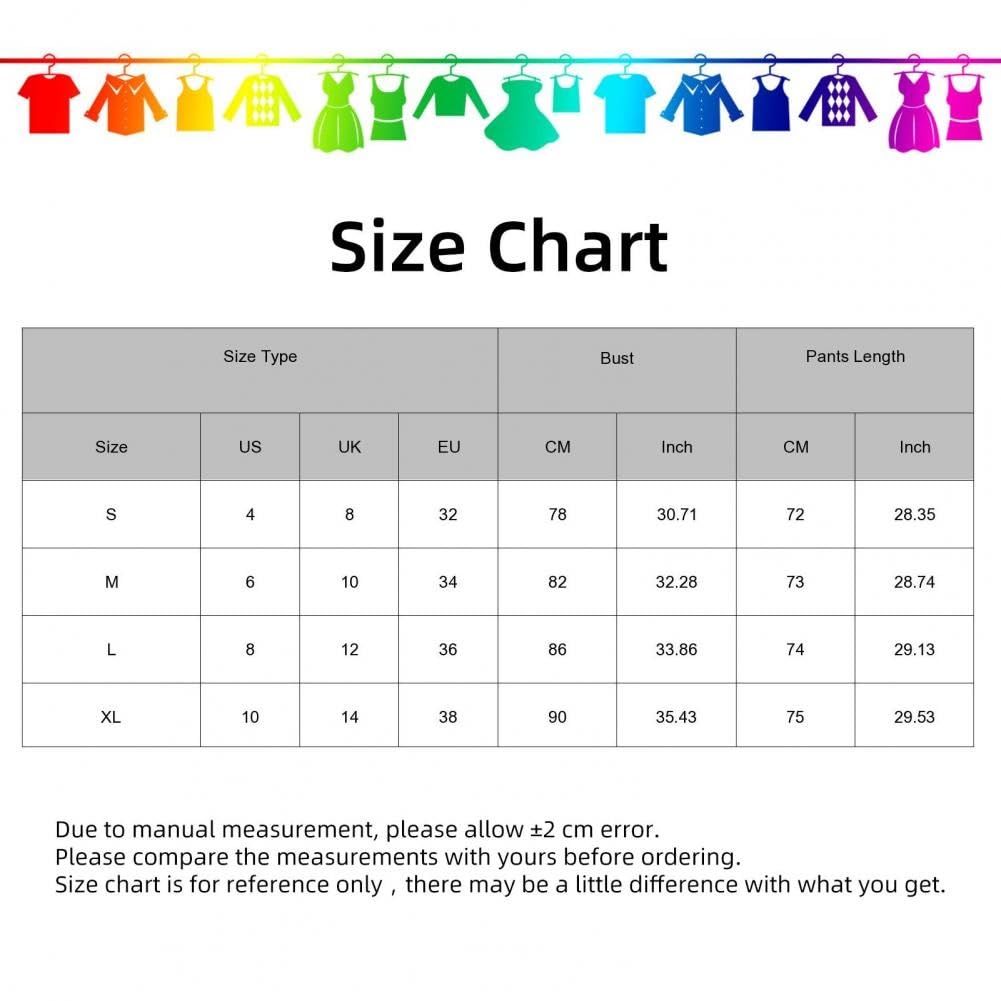 Size Chart
Size Type Bust Pants Length
Size US UK EU CM Inch CM Inch
S 4 8 32 78 30.71 72 28.35
M 6 10 34 82 32.28 73 28.74
L 8 12 36 86 33.86 74 29.13
XL 10 14 38 90 35.43 75 29.53
Due to manual measurement, please allow ±2 cm error.
Please compare the measurements with yours before ordering.
Size chart is for reference only , there may be a little difference with what you get.